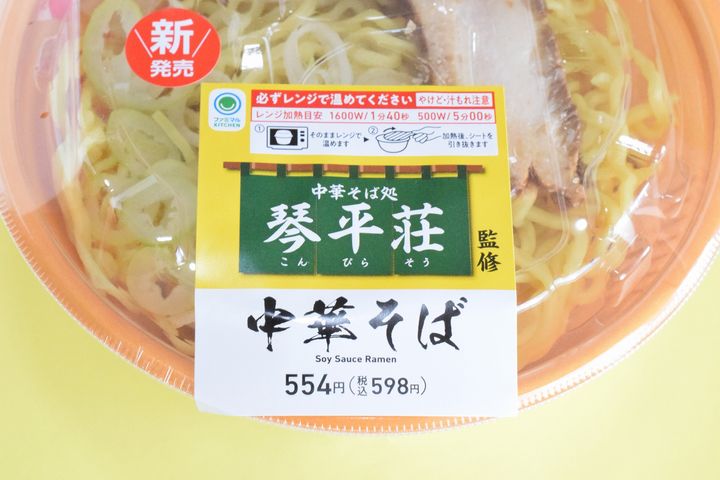 新
発売
ファミマル
KITCHEN
必ずレンジで温めてください やけど・汁もれ注意
レンジ加熱目安 1600W/1分40秒 500W/5分00秒
① そのままレンジで
温めます
② 加熱後、シートを
引き抜きます
中華そば処
琴平荘
こん ぴら そう
監修
中華そば
Soy Sauce Ramen
554円(税込598円)